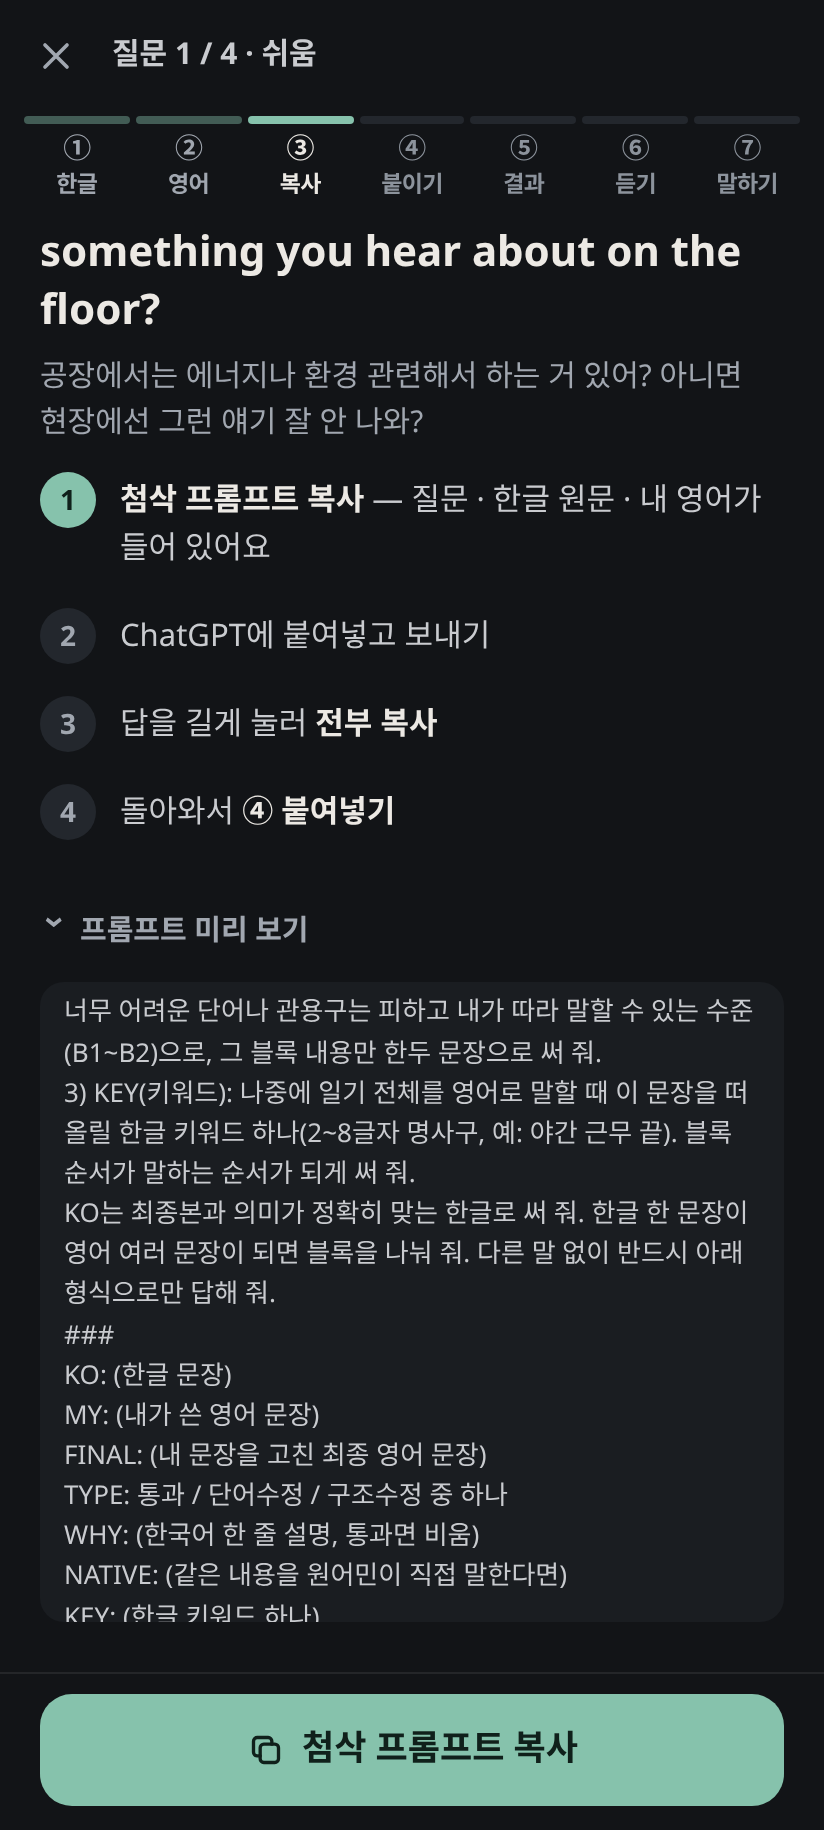 질문 1 / 4 · 쉬움
① ② ③ ④ ⑤ ⑥ ⑦
한글 영어 복사 붙이기 결과 듣기 말하기
something you hear about on the
floor?
공장에서는 에너지나 환경 관련해서 하는 거 있어? 아니면
현장에선 그런 얘기 잘 안 나와?
1 첨삭 프롬프트 복사 — 질문 · 한글 원문 · 내 영어가
들어 있어요
2 ChatGPT에 붙여넣고 보내기
3 답을 길게 눌러 전부 복사
4 돌아와서 ④ 붙여넣기
프롬프트 미리 보기
너무 어려운 단어나 관용구는 피하고 내가 따라 말할 수 있는 수준
(B1~B2)으로, 그 블록 내용만 한두 문장으로 써 줘.
3) KEY(키워드): 나중에 일기 전체를 영어로 말할 때 이 문장을 떠
올릴 한글 키워드 하나(2~8글자 명사구, 예: 야간 근무 끝). 블록
순서가 말하는 순서가 되게 써 줘.
KO는 최종본과 의미가 정확히 맞는 한글로 써 줘. 한글 한 문장이
영어 여러 문장이 되면 블록을 나눠 줘. 다른 말 없이 반드시 아래
형식으로만 답해 줘.
###
KO: (한글 문장)
MY: (내가 쓴 영어 문장)
FINAL: (내 문장을 고친 최종 영어 문장)
TYPE: 통과 / 단어수정 / 구조수정 중 하나
WHY: (한국어 한 줄 설명, 통과면 비움)
NATIVE: (같은 내용을 원어민이 직접 말한다면)
KEY: (한글 키워드 하나)
첨삭 프롬프트 복사